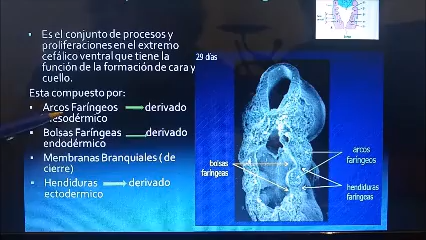 Es el conjunto de procesos y
proliferaciones en el extremo
cefálico ventral que tiene la
función de la formación de cara y
cuello.
Esta compuesto por:
Arcos Faríngeos derivado
mesodérmico
Bolsas Faríngeas derivado
endodérmico
Membranas Branquiales (de
cierre)
Hendiduras derivado
ectodérmico
29 días
bolsas
faríngeas
arcos
faríngeos
hendiduras
faríngeas